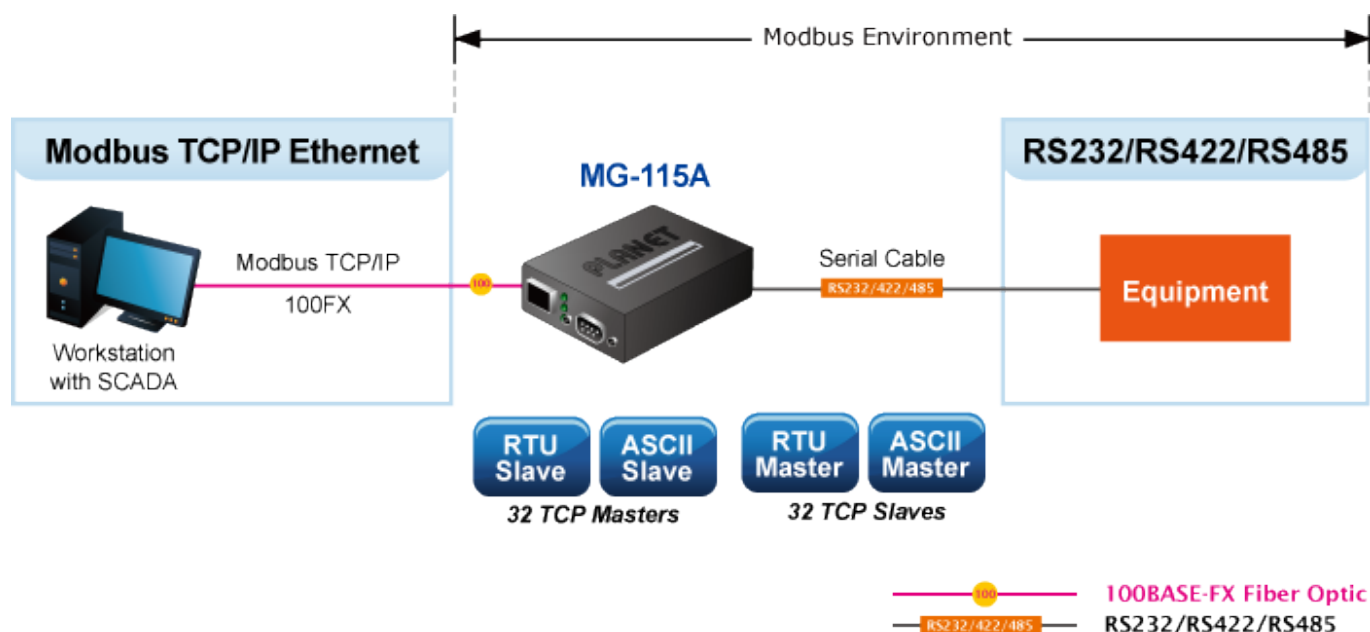 Modbus Environment
Modbus TCP/IP Ethernet
RS232/RS422/RS485
MG-115A
PLANET
Modbus TCP/IP
100FX
100
Serial Cable
RS232/422/485
Equipment
Workstation
with SCADA
RTU
Slave
ASCII
Slave
RTU
Master
ASCII
Master
32 TCP Masters
32 TCP Slaves
100
100BASE-FX Fiber Optic
RS232/422/485
RS232/RS422/RS485